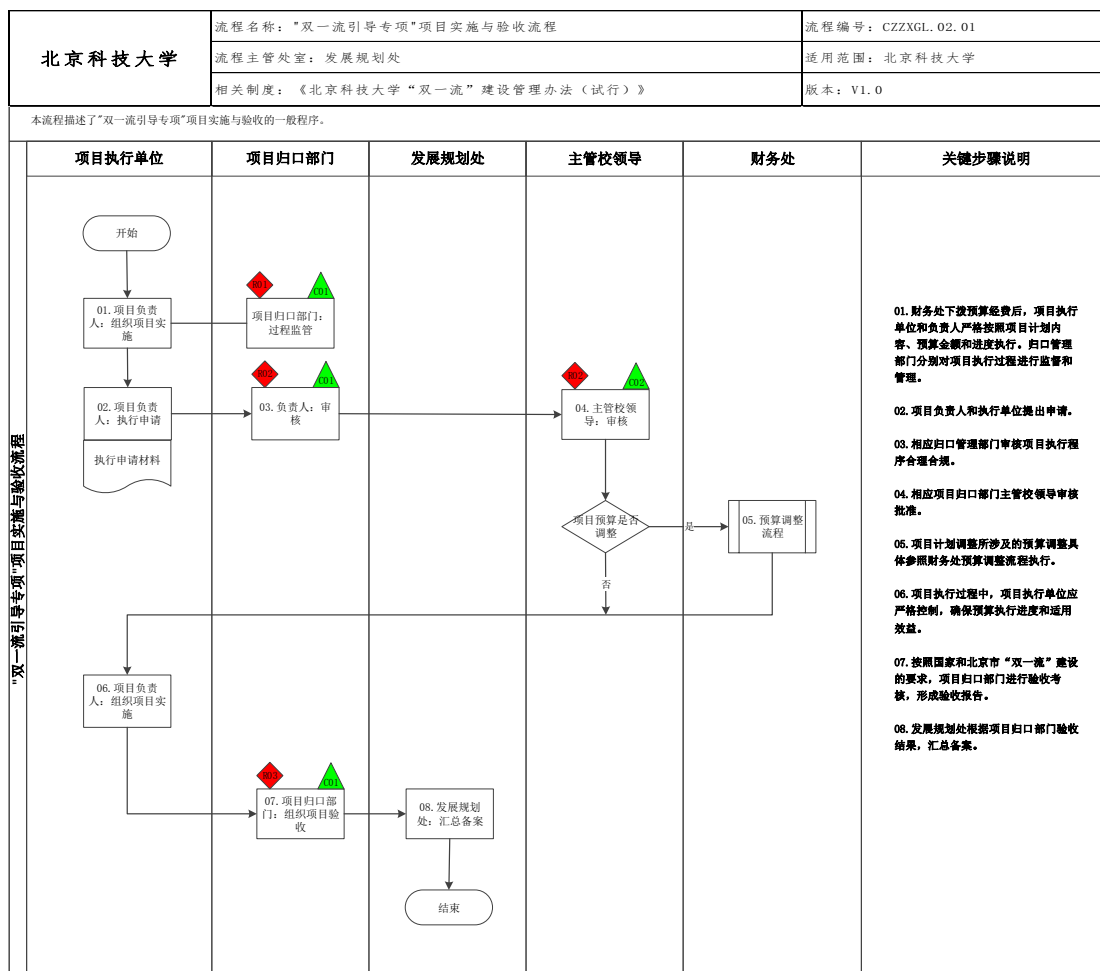 北京科技大学
流程名称："双一流引导专项"项目实施与验收流程
流程编号：CZZXGL.02.01
流程主管处室：发展规划处
适用范围：北京科技大学
相关制度：《北京科技大学“双一流”建设管理办法（试行）》
版本：V1.0
本流程描述了"双一流引导专项"项目实施与验收的一般程序。
"双一流引导专项"项目实施与验收流程
项目执行单位
项目归口部门
发展规划处
主管校领导
财务处
关键步骤说明
开始
R01
C01
01.项目负责
人：组织项目实
施
项目归口部门：
过程监管
R02
C01
R02
C02
02.项目负责
人：执行申请
03.负责人：审
核
04.主管校领
导：审核
执行申请材料
项目预算是否
调整
是
05.预算调整
流程
否
06.项目负责
人：组织项目实
施
R03
C01
07.项目归口部
门：组织项目验
收
08.发展规划
处：汇总备案
结束
01.财务处下拨预算经费后，项目执行
单位和负责人严格按照项目计划内
容、预算金额和进度执行。归口管理
部门分别对项目执行过程进行监督和
管理。
02.项目负责人和执行单位提出申请。
03.相应归口管理部门审核项目执行程
序合理合规。
04.相应项目归口部门主管校领导审核
批准。
05.项目计划调整所涉及的预算调整具
体参照财务处预算调整流程执行。
06.项目执行过程中，项目执行单位应
严格控制，确保预算执行进度和适用
效益。
07.按照国家和北京市“双一流”建设
的要求，项目归口部门进行验收考
核，形成验收报告。
08.发展规划处根据项目归口部门验收
结果，汇总备案。